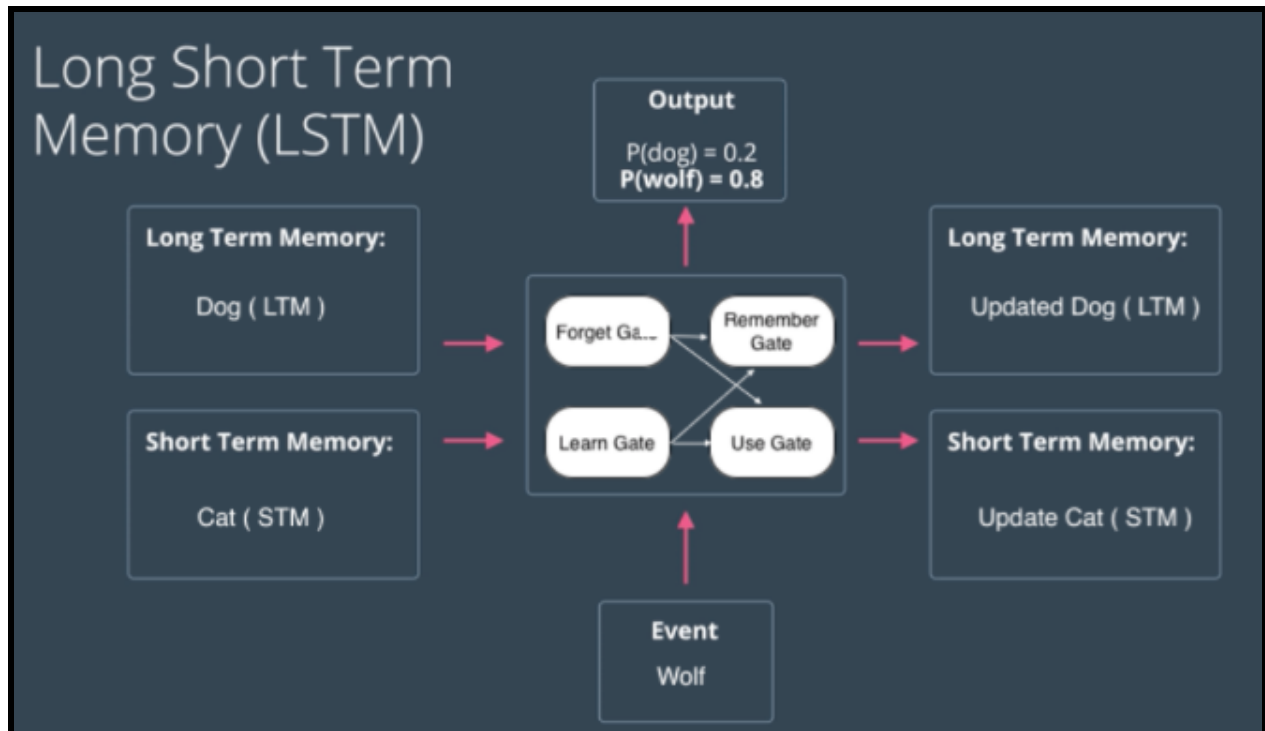 Long Short Term
Memory (LSTM)
Output
P(dog) = 0.2
P(wolf) = 0.8
Long Term Memory:
Dog ( LTM )
Short Term Memory:
Cat ( STM )
Forget
Remember
Gate
Learn Gate
Use Gate
Long Term Memory:
Updated Dog ( LTM )
Short Term Memory:
Update Cat ( STM )
Event
Wolf